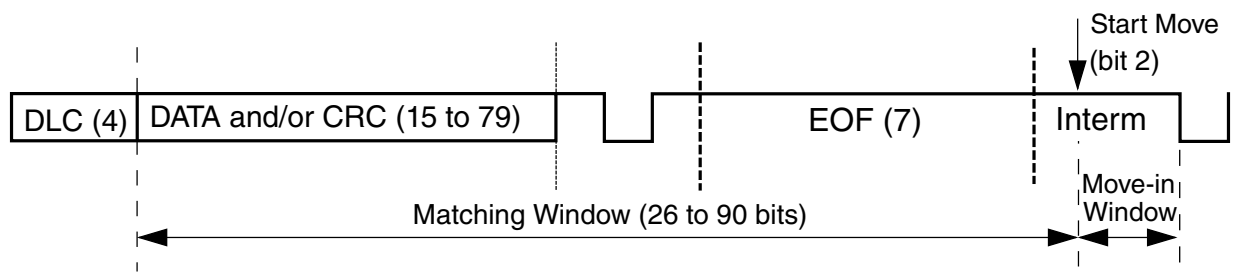 Start Move
(bit 2)
DLC (4)
DATA and/or CRC (15 to 79)
EOF (7)
Interm
Move-in
Window
Matching Window (26 to 90 bits)